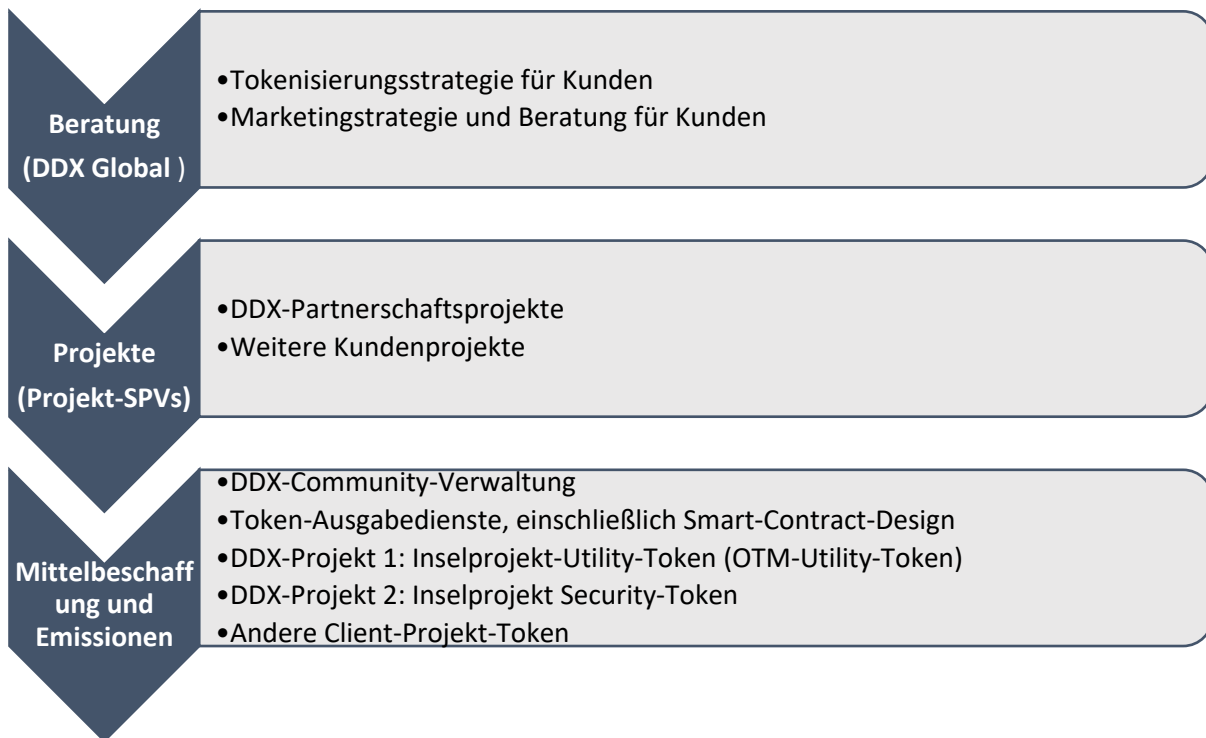 Beratung
(DDX Global )
•Tokenisierungsstrategie für Kunden
•Marketingstrategie und Beratung für Kunden
Projekte
(Projekt-SPVs)
•DDX-Partnerschaftsprojekte
•Weitere Kundenprojekte
Mittelbeschaff
ung und
Emissionen
•DDX-Community-Verwaltung
•Token-Ausgabedienste, einschließlich Smart-Contract-Design
•DDX-Projekt 1: Inselprojekt-Utility-Token (OTM-Utility-Token)
•DDX-Projekt 2: Inselprojekt Security-Token
•Andere Client-Projekt-Token